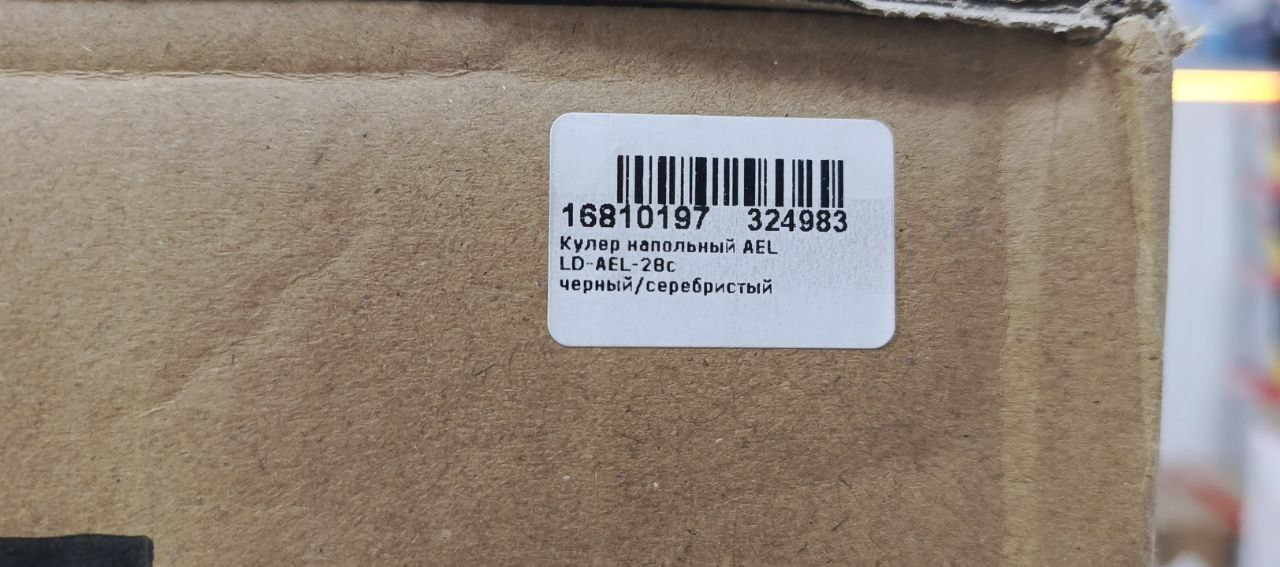 16810197 324983
Кулер напольный AEL
LD-AEL-28c
черный/серебристый